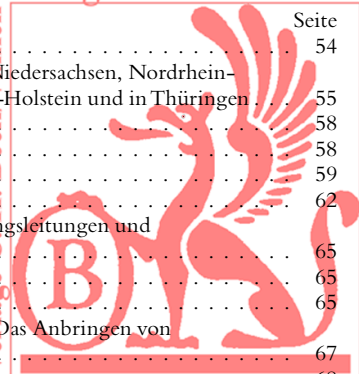 Seite
. . . . . . . . . . . . . . . . . . . . 54
Niedersachsen, Nordrhein-
-Holstein und in Thüringen . . . 55
. . . . . . . . . . . . . . . . . . . . 58
. . . . . . . . . . . . . . . . . . . . 58
. . . . . . . . . . . . . . . . . . . . 59
. . . . . . . . . . . . . . . . . . . . 62
ngsleitungen und
. . . . . . . . . . . . . . . . . . . . 65
. . . . . . . . . . . . . . . . . . . . 65
. . . . . . . . . . . . . . . . . . . . 65
Das Anbringen von
. . . . . . . . . . . . . . . . . . . . 67
B